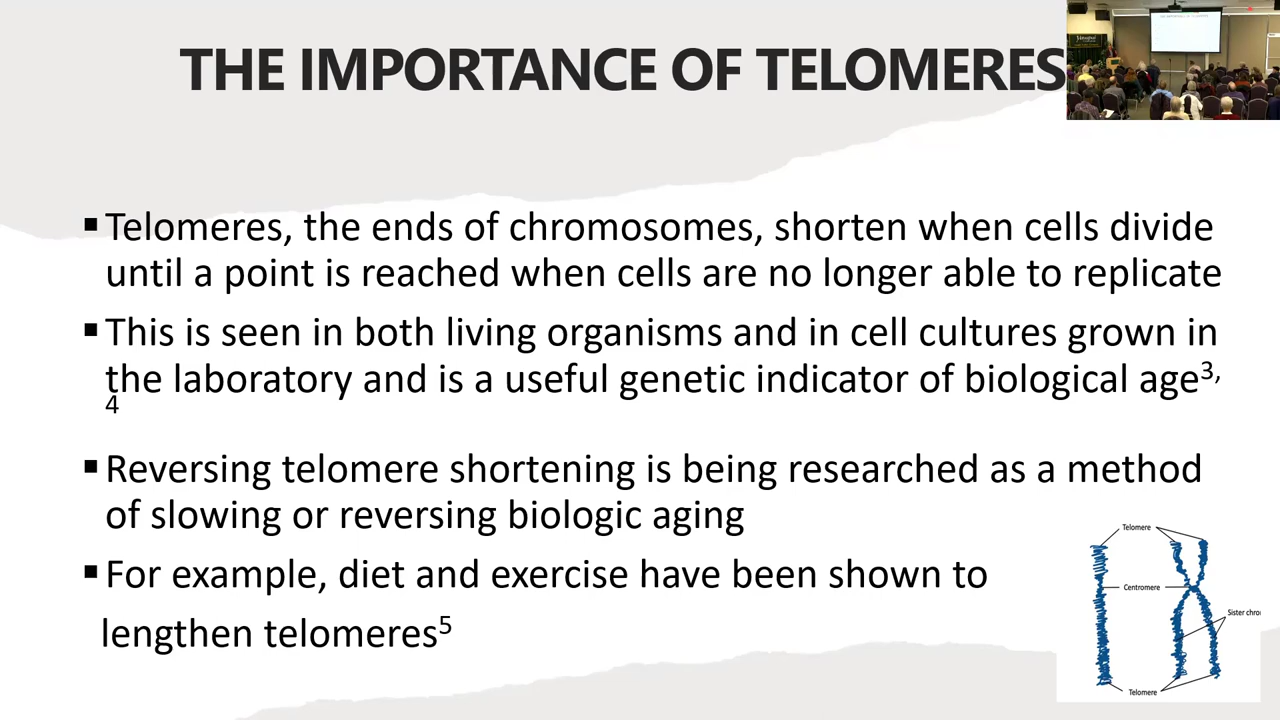 THE IMPORTANCE OF TELOMERES
▪Telomeres, the ends of chromosomes, shorten when cells divide
until a point is reached when cells are no longer able to replicate
▪This is seen in both living organisms and in cell cultures grown in
the laboratory and is a useful genetic indicator of biological age3,
4
▪Reversing telomere shortening is being researched as a method
of slowing or reversing biologic aging
▪For example, diet and exercise have been shown to
lengthen telomeres5
Telomere
Centromere
Sister chro
Telomere